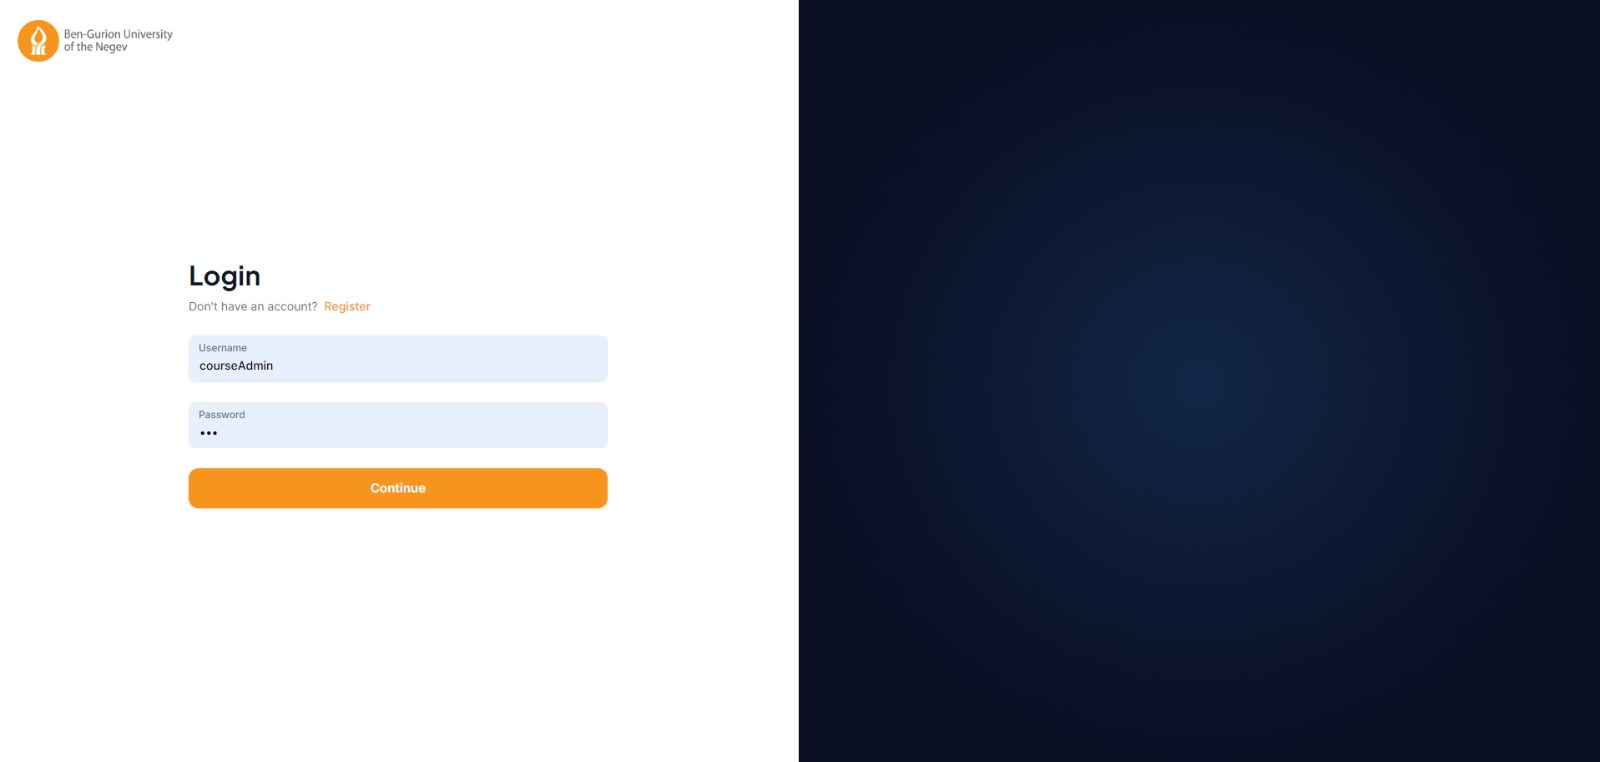 Ben-Gurion University
of the Negev
Login
Don't have an account? Register
Username
courseAdmin
Password
•••
Continue